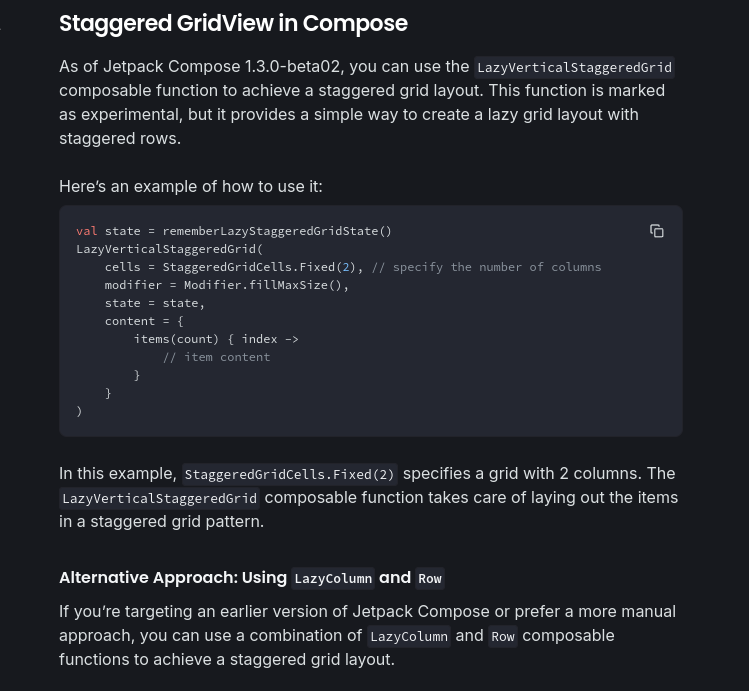 Staggered GridView in Compose
As of Jetpack Compose 1.3.0-beta02, you can use the LazyVerticalStaggeredGrid
composable function to achieve a staggered grid layout. This function is marked
as experimental, but it provides a simple way to create a lazy grid layout with
staggered rows.
Here’s an example of how to use it:
val state = rememberLazyStaggeredGridState()
LazyVerticalStaggeredGrid(
    cells = StaggeredGridCells.Fixed(2), // specify the number of columns
    modifier = Modifier.fillMaxSize(),
    state = state,
    content = {
        items(count) { index ->
            // item content
        }
    }
)
In this example, StaggeredGridCells.Fixed(2) specifies a grid with 2 columns. The
LazyVerticalStaggeredGrid composable function takes care of laying out the items
in a staggered grid pattern.
Alternative Approach: Using LazyColumn and Row
If you’re targeting an earlier version of Jetpack Compose or prefer a more manual
approach, you can use a combination of LazyColumn and Row composable
functions to achieve a staggered grid layout.